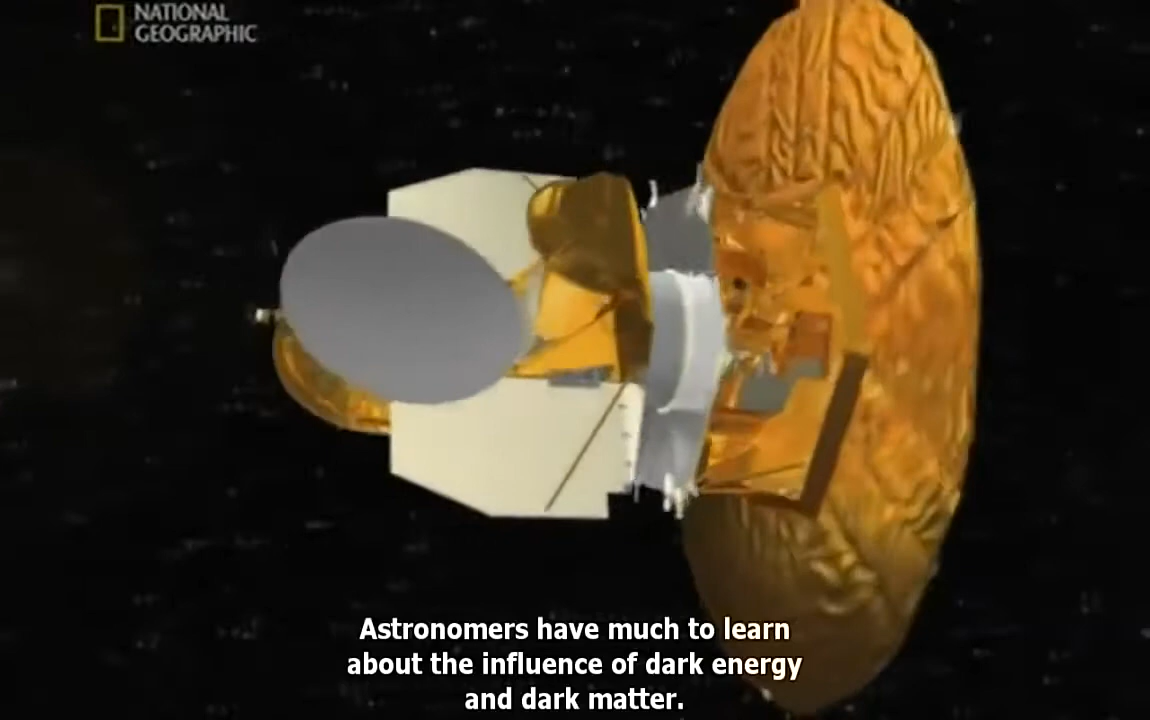 NATIONAL
GEOGRAPHIC
Astronomers have much to learn
about the influence of dark energy
and dark matter.